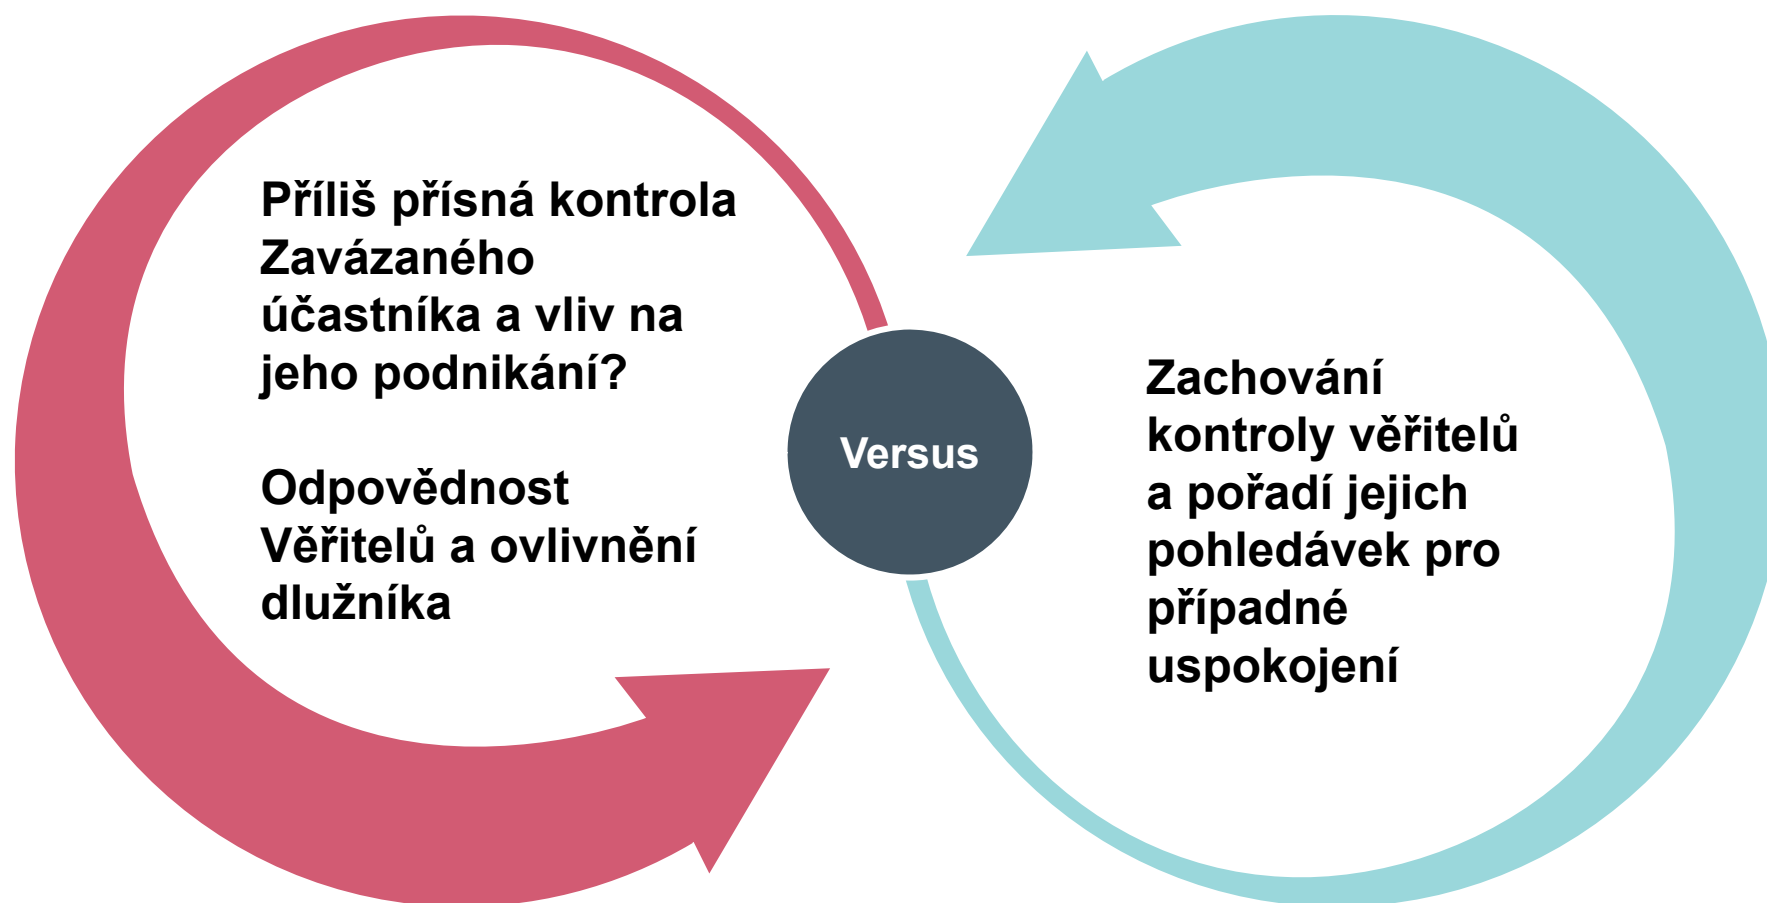 Příliš přísná kontrola
Zavázaného
účastníka a vliv na
jeho podnikání?
Odpovědnost
Věřitelů a ovlivnění
dlužníka
Versus
Zachování
kontroly věřitelů
a pořadí jejich
pohledávek pro
případné
uspokojení